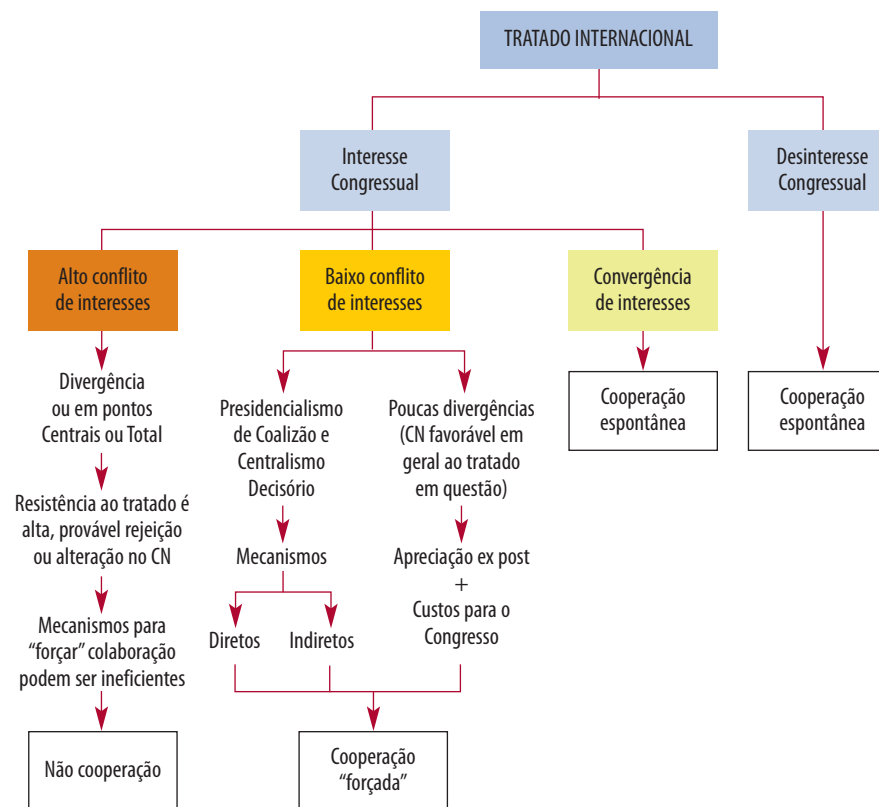 TRATADO INTERNACIONAL
Interesse
Congressual
Desinteresse
Congressual
Alto conflito
de interesses
Baixo conflito
de interesses
Convergência
de interesses
Divergência
ou em pontos
Centrais ou Total
Resistência ao tratado é
alta, provável rejeição
ou alteração no CN
Mecanismos para
“forçar” colaboração
podem ser ineficientes
Não cooperação
Presidencialismo
de Coalizão e
Centralismo
Decisório
Mecanismos
Diretos
Indiretos
Poucas divergências
(CN favorável em
geral ao tratado
em questão)
Apreciação ex post
+
Custos para o
Congresso
Cooperação
“forçada”
Cooperação
espontânea
Cooperação
espontânea